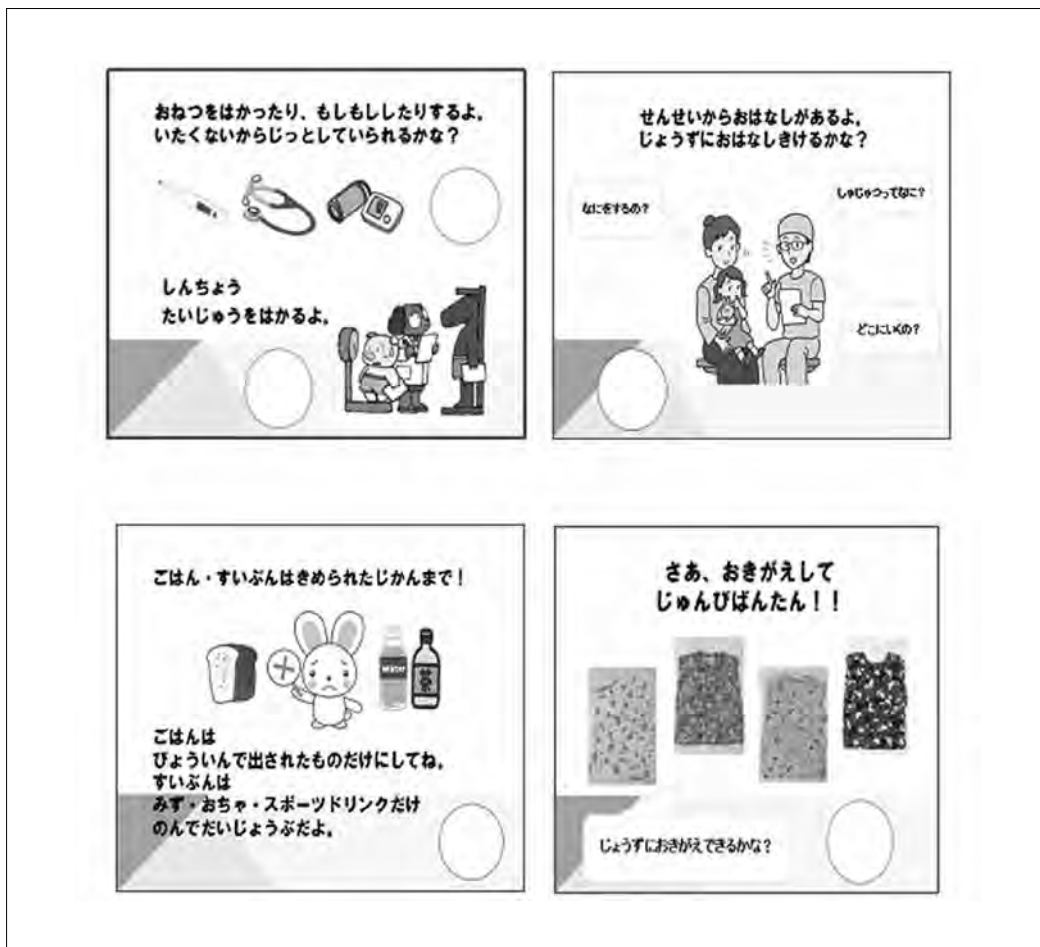 おねつをはかったり、もしもししたりするよ。
いたくないからじっとしていられるかな？
しんちょう
たいじゅうをはかるよ。
せんせいからおはなしがあるよ。
じょうずにおはなしきけるかな？
なにをするの？
しゅじゅつってなに？
どこにいくの？
ごはん・すいぶんはきめられたじかんまで！
ごはんは
びょういんで出されたものだけにしてね。
すいぶんは
みず・おちゃ・スポーツドリンクだけ
のんでだいじょうぶだよ。
さあ、おきがえして
じゅんびばんたん！！
じょうずにおきがえできるかな？